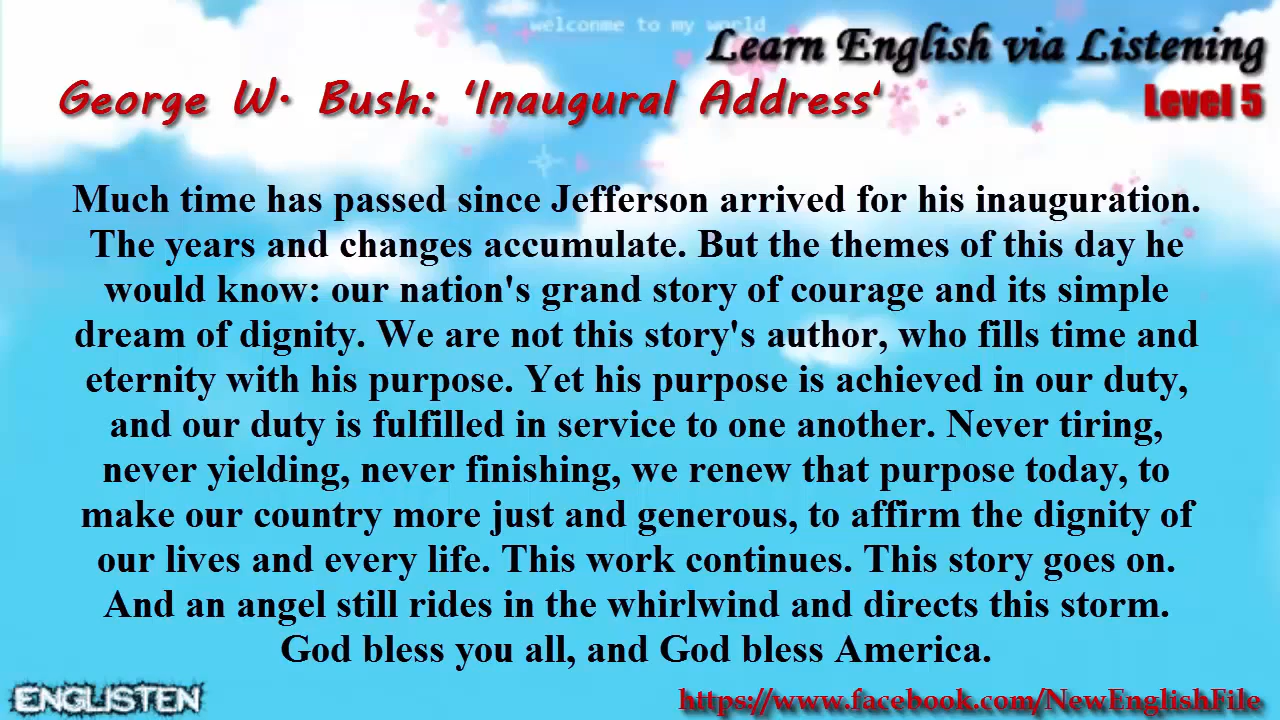 welconme to my world
Learn English via Listening
George W. Bush: 'Inaugural Address'
Level 5
Much time has passed since Jefferson arrived for his inauguration.
The years and changes accumulate. But the themes of this day he
would know: our nation's grand story of courage and its simple
dream of dignity. We are not this story's author, who fills time and
eternity with his purpose. Yet his purpose is achieved in our duty,
and our duty is fulfilled in service to one another. Never tiring,
never yielding, never finishing, we renew that purpose today, to
make our country more just and generous, to affirm the dignity of
our lives and every life. This work continues. This story goes on.
And an angel still rides in the whirlwind and directs this storm.
God bless you all, and God bless America.
ENGLISTEN
https://www.facebook.com/NewEnglishFile